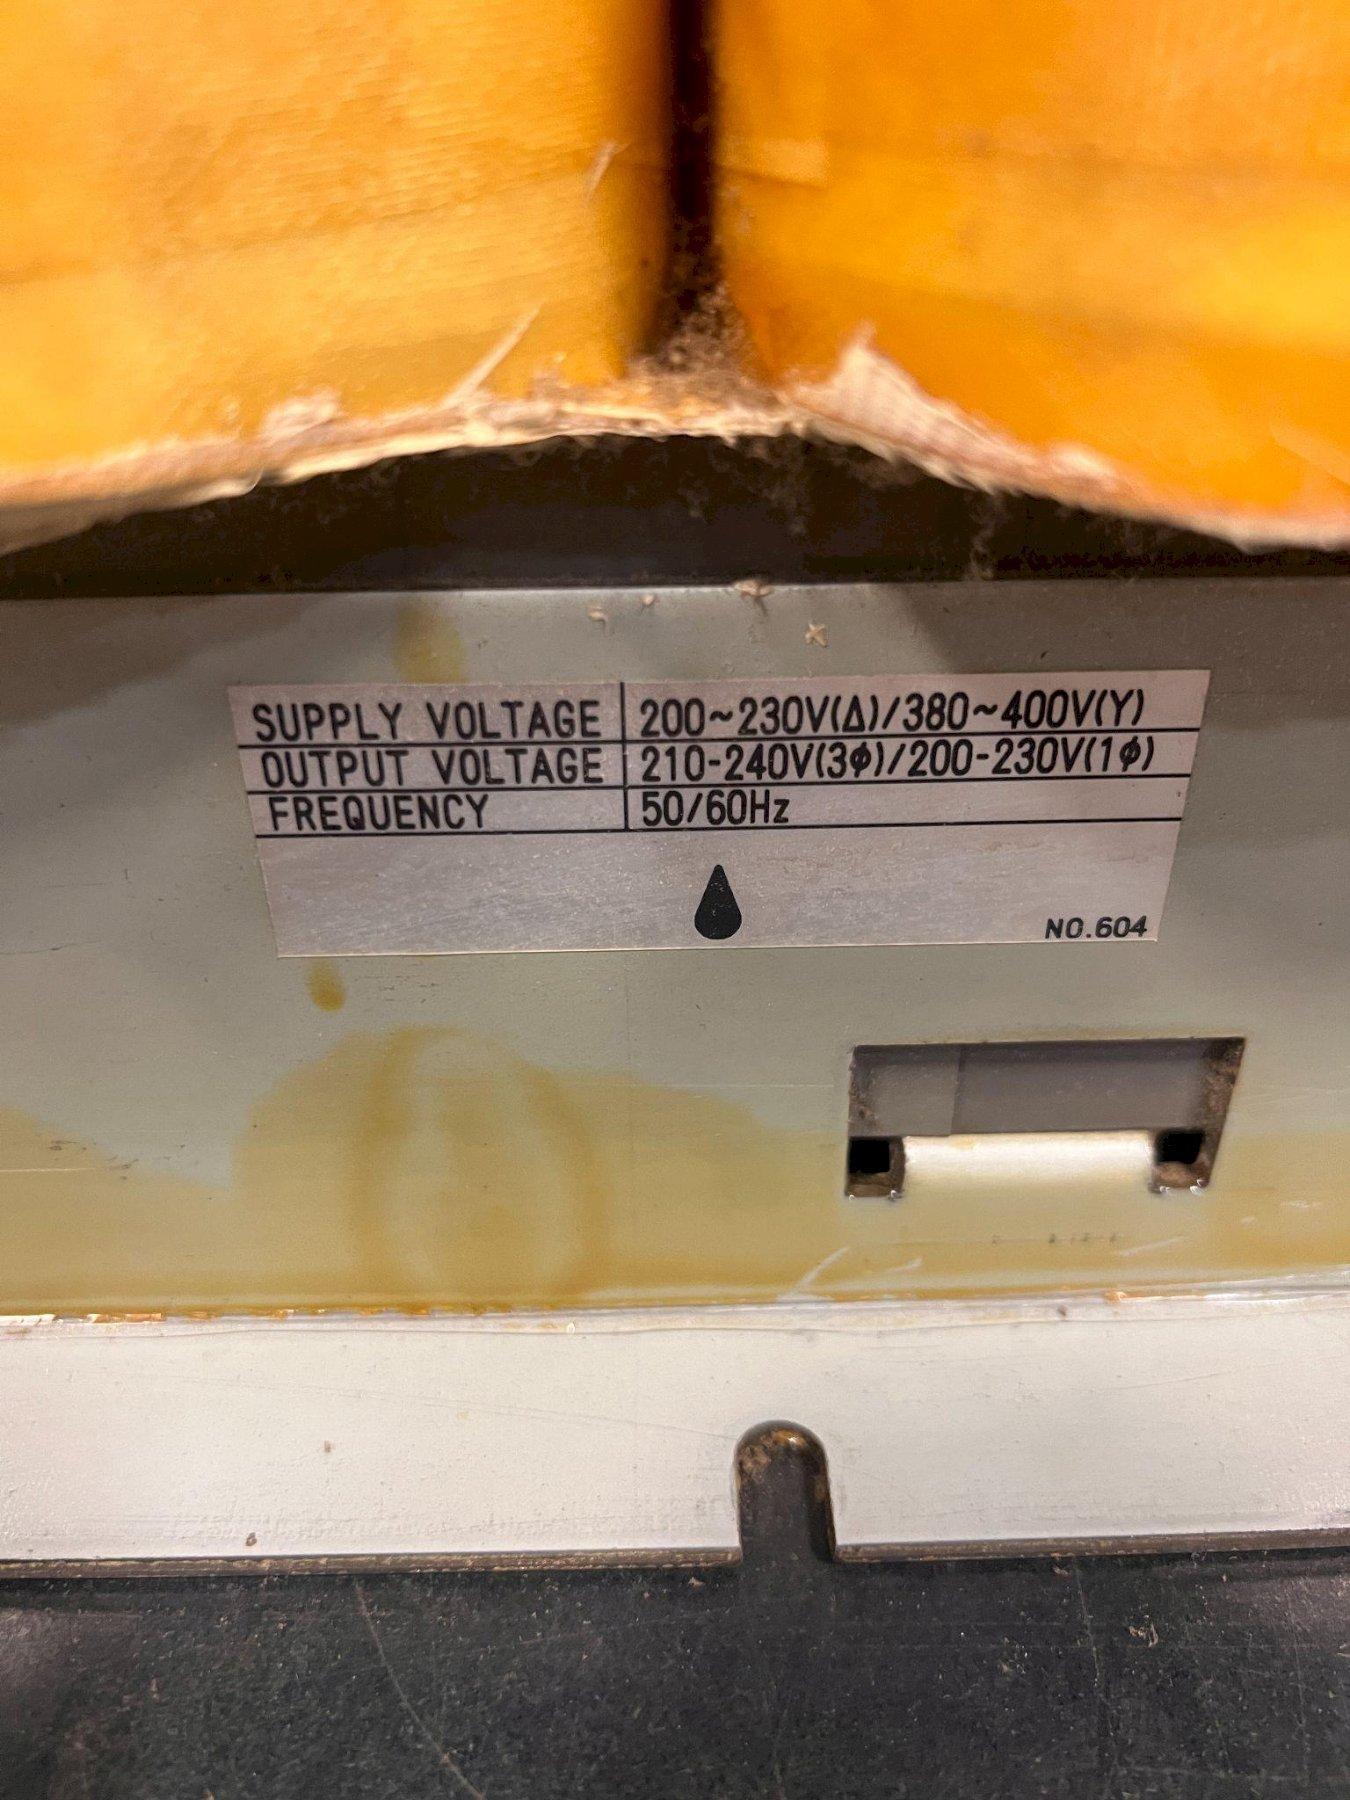 SUPPLY VOLTAGE 200~230V(Δ)/380~400V(Y)
OUTPUT VOLTAGE 210-240V(3ϕ)/200-230V(1ϕ)
FREQUENCY 50/60Hz
NO.604